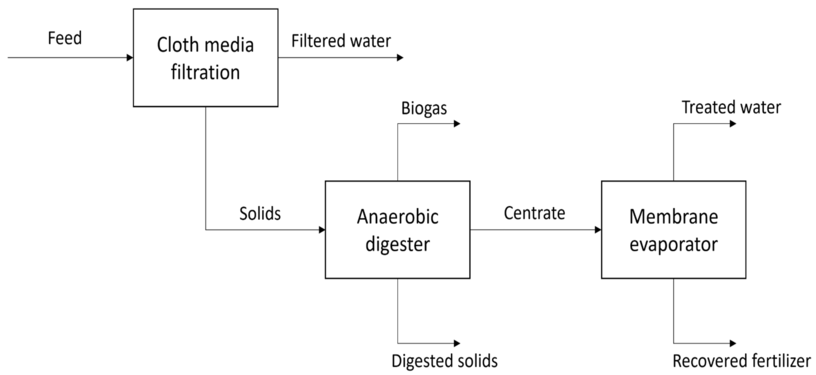 Feed
Cloth media
filtration
Filtered water
Biogas
Treated water
Solids
Anaerobic
digester
Centrate
Membrane
evaporator
Digested solids
Recovered fertilizer